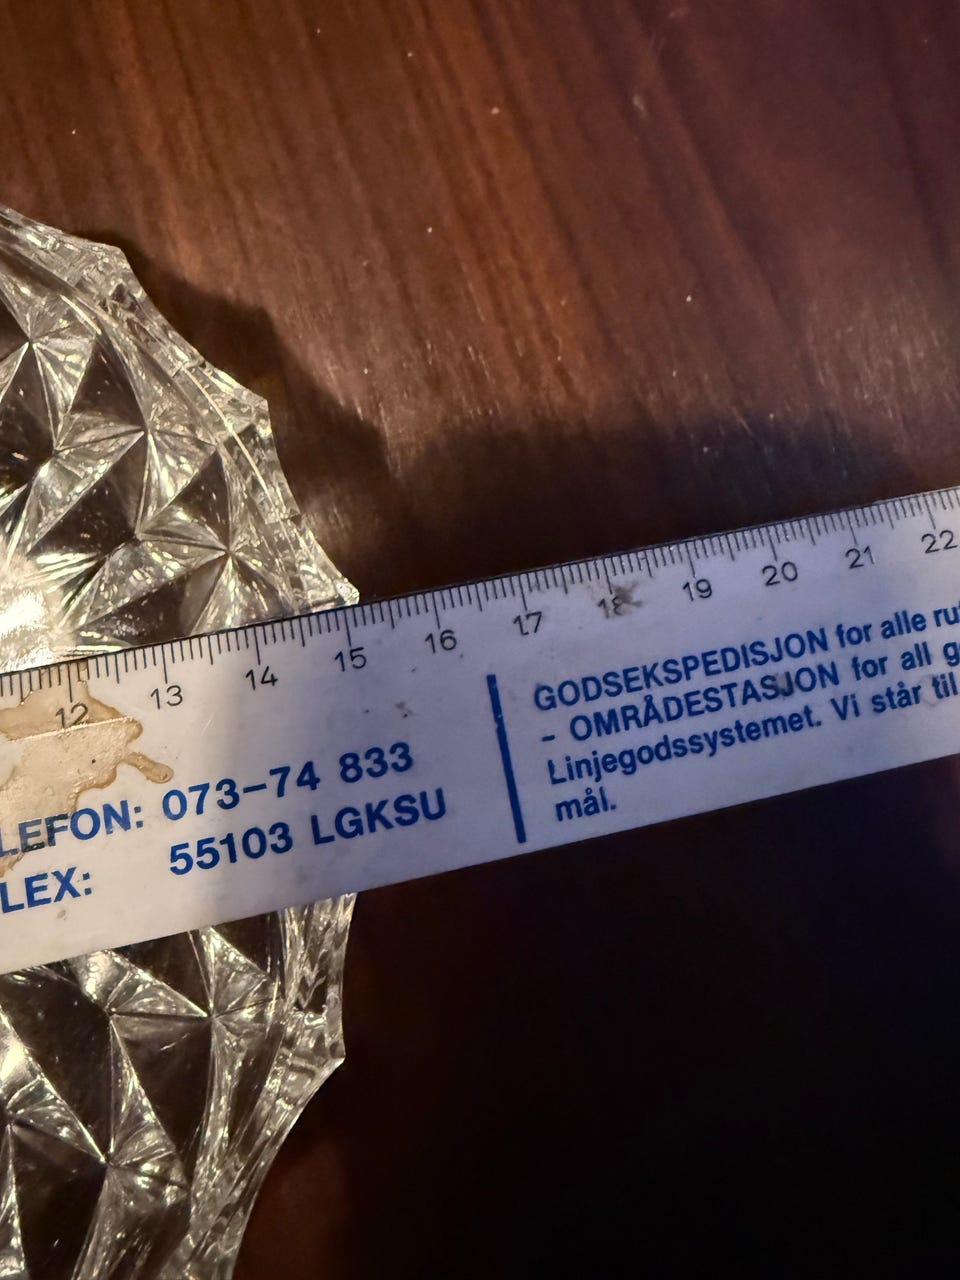 12 13 14 15 16 17 18 19 20 21 22
LEFON: 073–74 833
LEX: 55103 LGKSU
GODSEKSPEDISJON for alle
– OMRÅDESTASJON for all
Linjegodssystemet. Vi står til
mål.